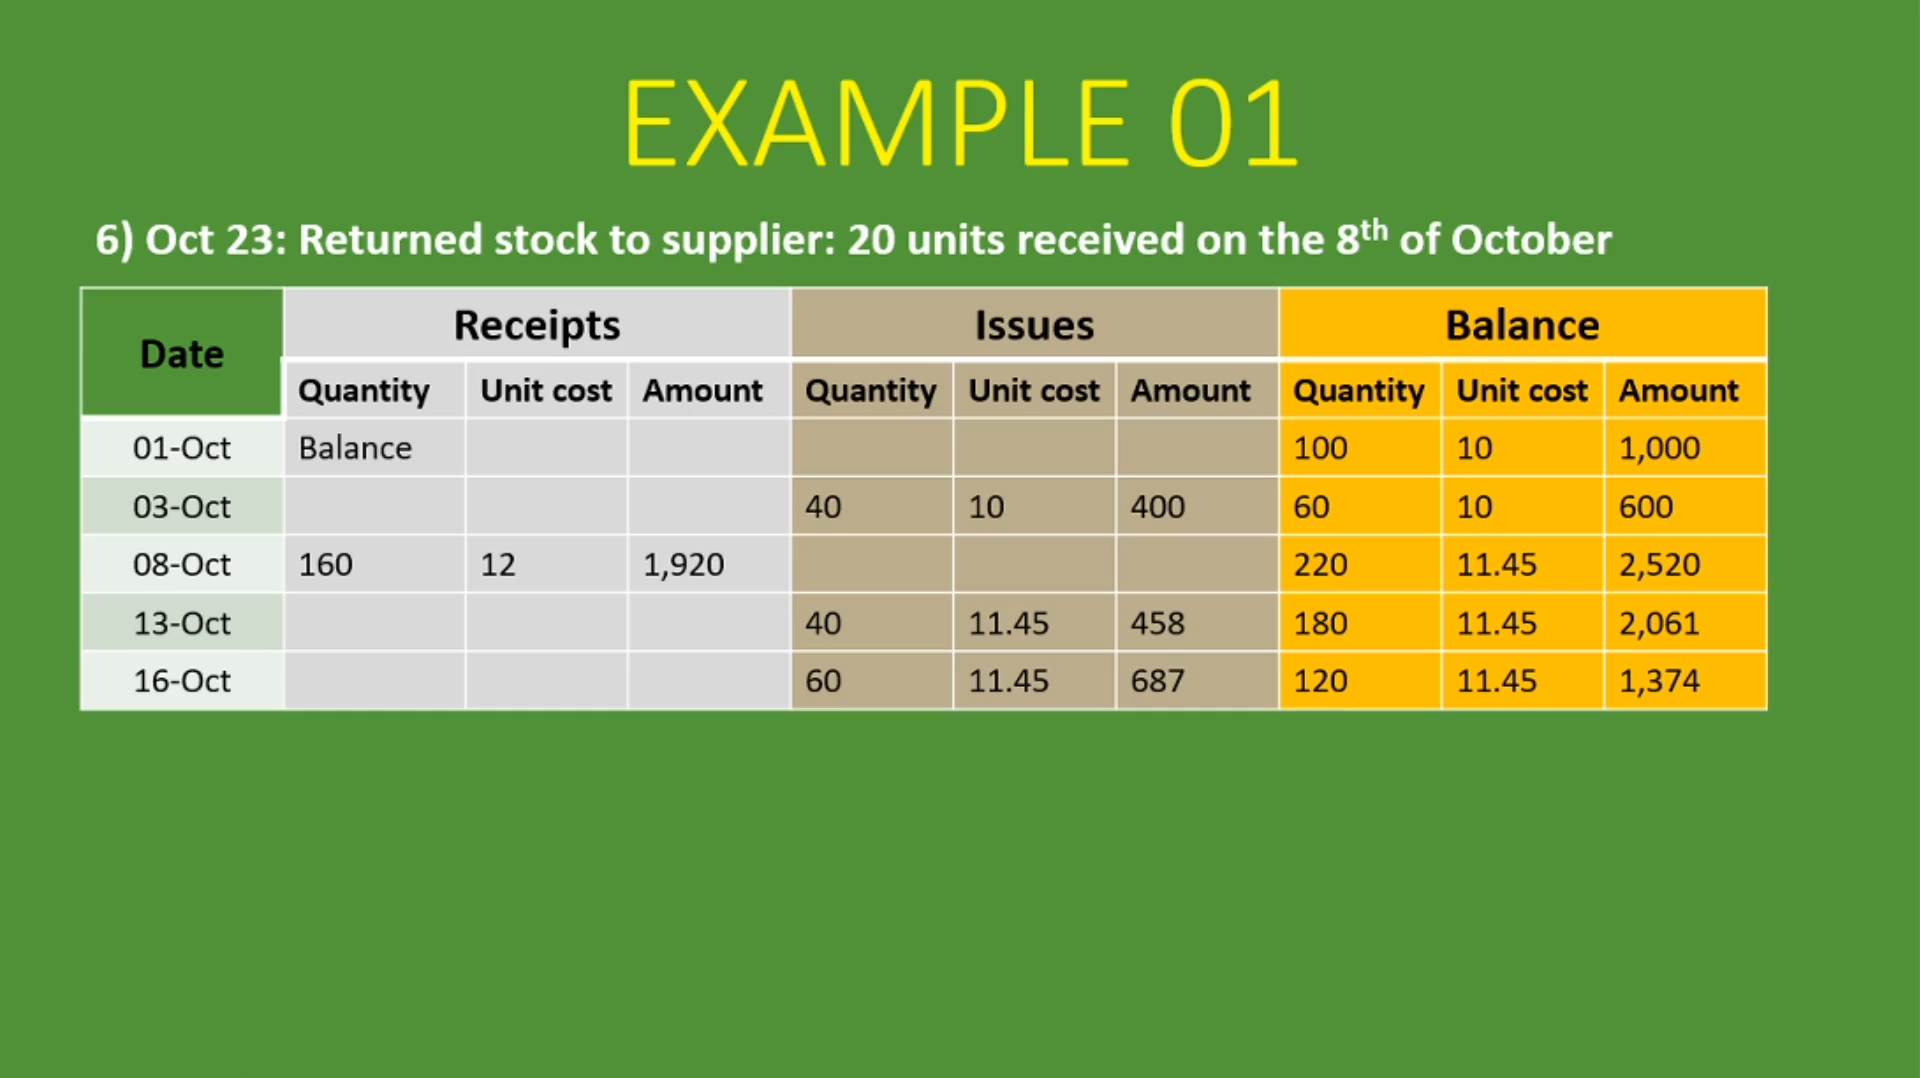 EXAMPLE 01
6) Oct 23: Returned stock to supplier: 20 units received on the 8th of October
Date Receipts Issues Balance
Quantity Unit cost Amount Quantity Unit cost Amount Quantity Unit cost Amount
01-Oct Balance 100 10 1,000
03-Oct 40 10 400 60 10 600
08-Oct 160 12 1,920 220 11.45 2,520
13-Oct 40 11.45 458 180 11.45 2,061
16-Oct 60 11.45 687 120 11.45 1,374